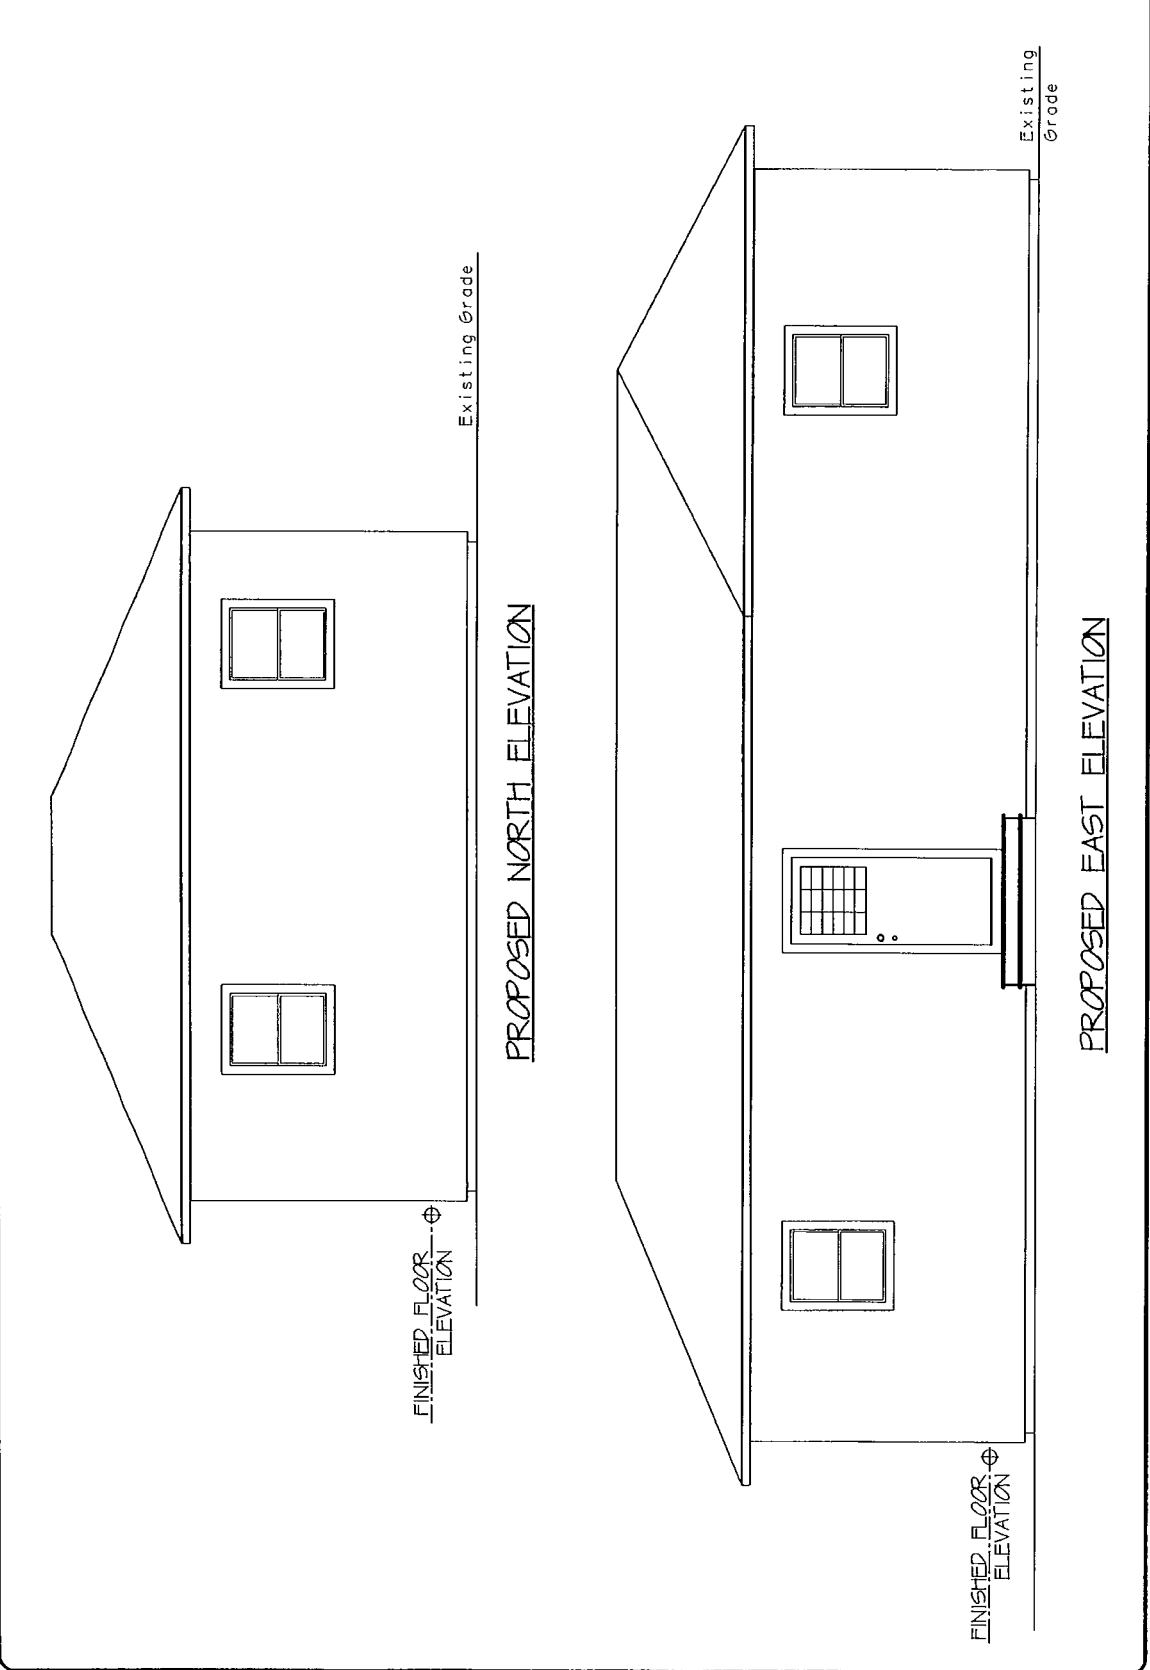 Existing Grade
FINISHED FLOOR
ELEVATION
PROPOSED NORTH ELEVATION
Existing
Grade
FINISHED FLOOR
ELEVATION
PROPOSED EAST ELEVATION